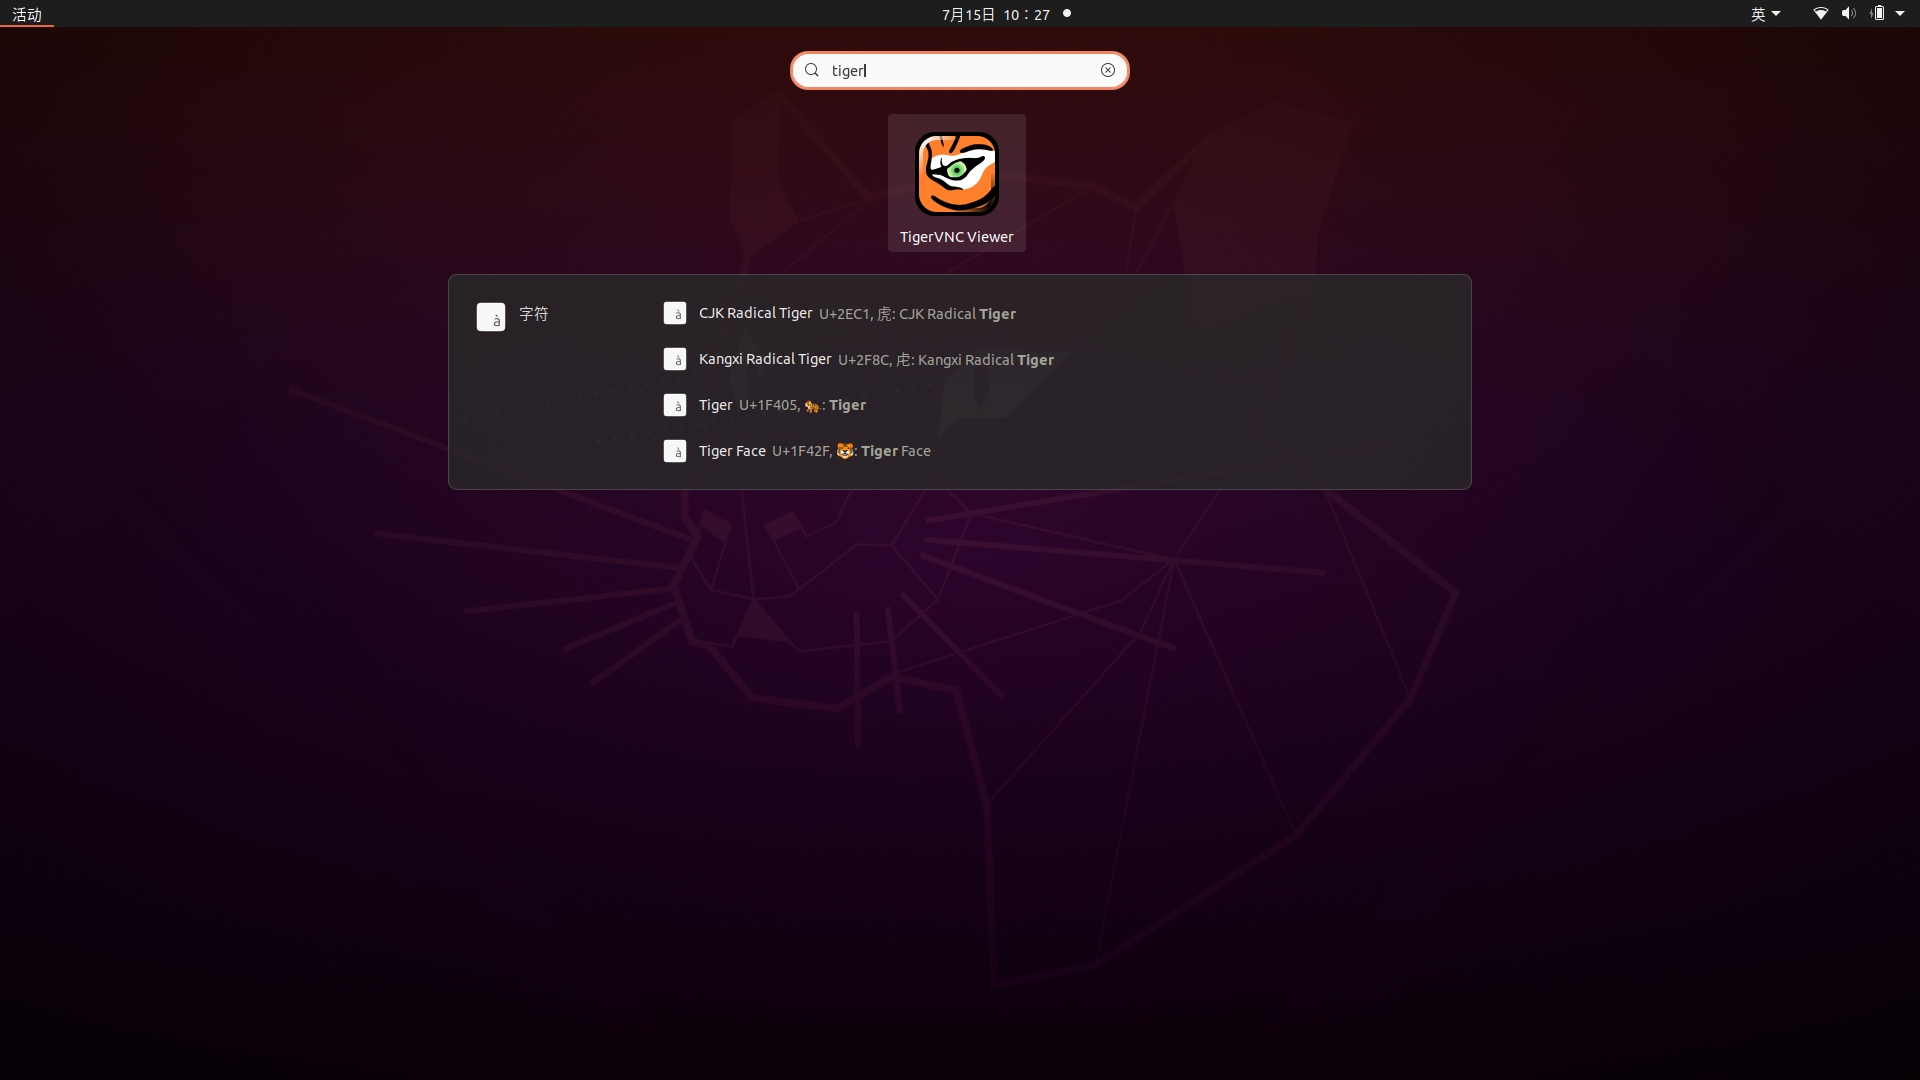 活动
7月15日 10：27
英
tiger
TigerVNC Viewer
字符
à
à CJK Radical Tiger U+2EC1, ⻁: CJK Radical Tiger
à Kangxi Radical Tiger U+2F8C, ⾌: Kangxi Radical Tiger
à Tiger U+1F405, 🐅: Tiger
à Tiger Face U+1F42F, 🐯: Tiger Face